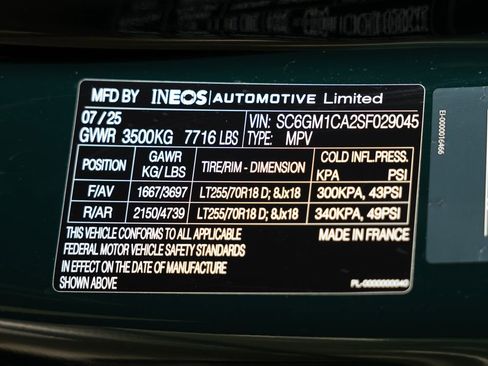 MFD BY INEOS AUTOMOTIVE Limited
07/25 VIN: SC6GM1CA2SF029045
GVWR 3500KG 7716 LBS TYPE: MPV
POSITION GAWR KG/LBS TIRE/RIM - DIMENSION COLD INFL.PRESS. KPA PSI
F/AV 1667/3697 LT255/70R18 D; 8Jx18 300KPA, 43PSI
R/AR 2150/4739 LT255/70R18 D; 8Jx18 340KPA, 49PSI
THIS VEHICLE CONFORMS TO ALL APPLICABLE MADE IN FRANCE
FEDERAL MOTOR VEHICLE SAFETY STANDARDS
IN EFFECT ON THE DATE OF MANUFACTURE
SHOWN ABOVE